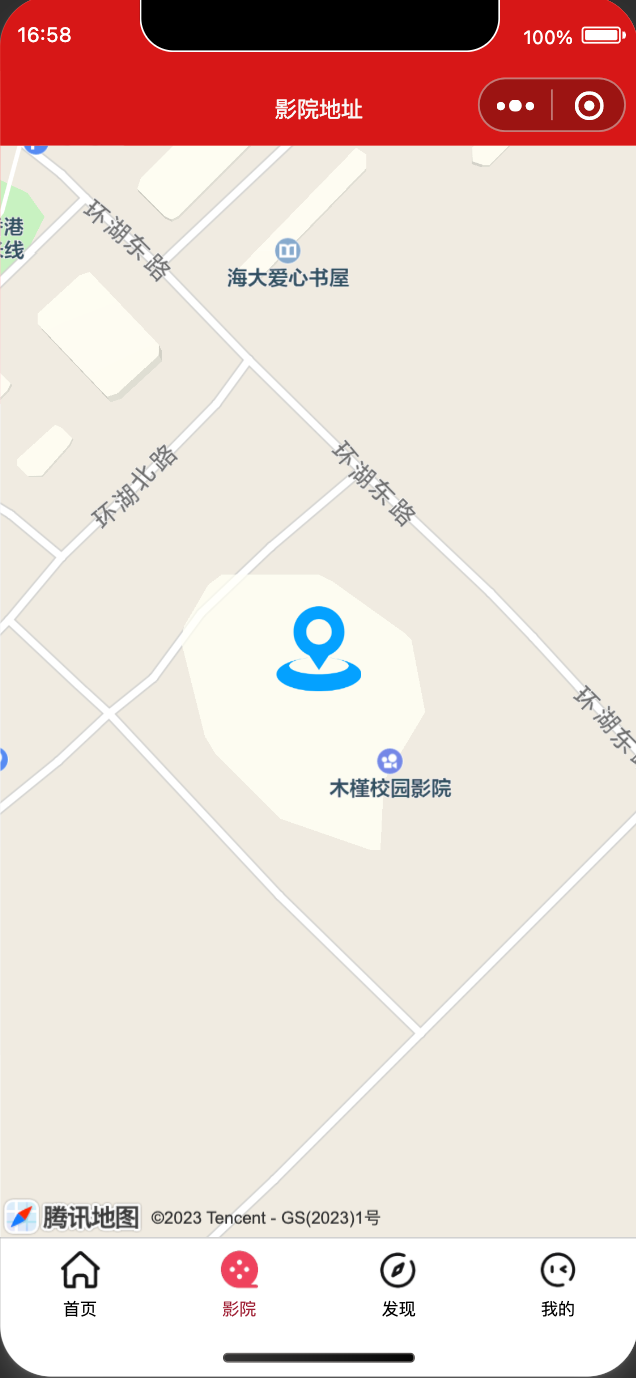 16:58
100%
影院地址
环湖东路
海大爱心书屋
环湖北路
环湖东路
环湖东路
木槿校园影院
腾讯地图 ©2023 Tencent - GS(2023)1号
首页 影院 发现 我的